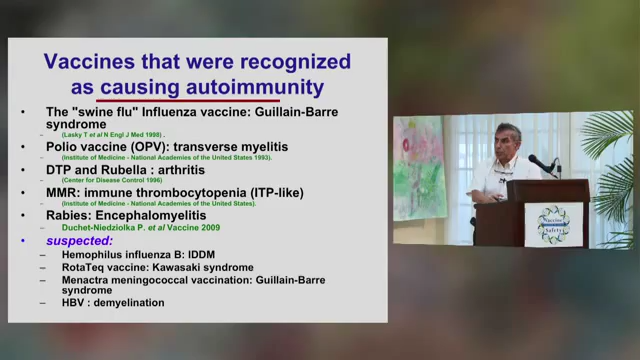 Vaccines that were recognized
as causing autoimmunity
• The "swine flu" Influenza vaccine: Guillain-Barre
syndrome
– (Lasky T et al N Engl J Med 1998) .
• Polio vaccine (OPV): transverse myelitis
– (Institute of Medicine - National Academies of the United States 1993).
• DTP and Rubella : arthritis
– (Center for Disease Control 1996)
• MMR: immune thrombocytopenia (ITP-like)
– (Institute of Medicine - National Academies of the United States).
• Rabies: Encephalomyelitis
– Duchet-Niedziolka P. et al Vaccine 2009
• suspected:
– Hemophilus influenza B: IDDM
– RotaTeq vaccine: Kawasaki syndrome
– Menactra meningococcal vaccination: Guillain-Barre
syndrome
– HBV : demyelination
Vaccine
Safety